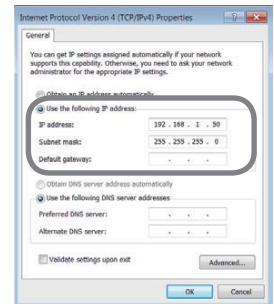 Internet Protocol Version 4 (TCP/IPv4) Properties
General
You can get IP settings assigned automatically if your network
supports this capability. Otherwise, you need to ask your network
administrator for the appropriate IP settings.
Obtain an IP address automatically
Use the following IP address:
IP address: 192 . 168 . 1 . 50
Subnet mask: 255 . 255 . 255 . 0
Default gateway: . . .
Obtain DNS server address automatically
Use the following DNS server addresses
Preferred DNS server: . . .
Alternate DNS server: . . .
Validate settings upon exit
Advanced...
OK Cancel